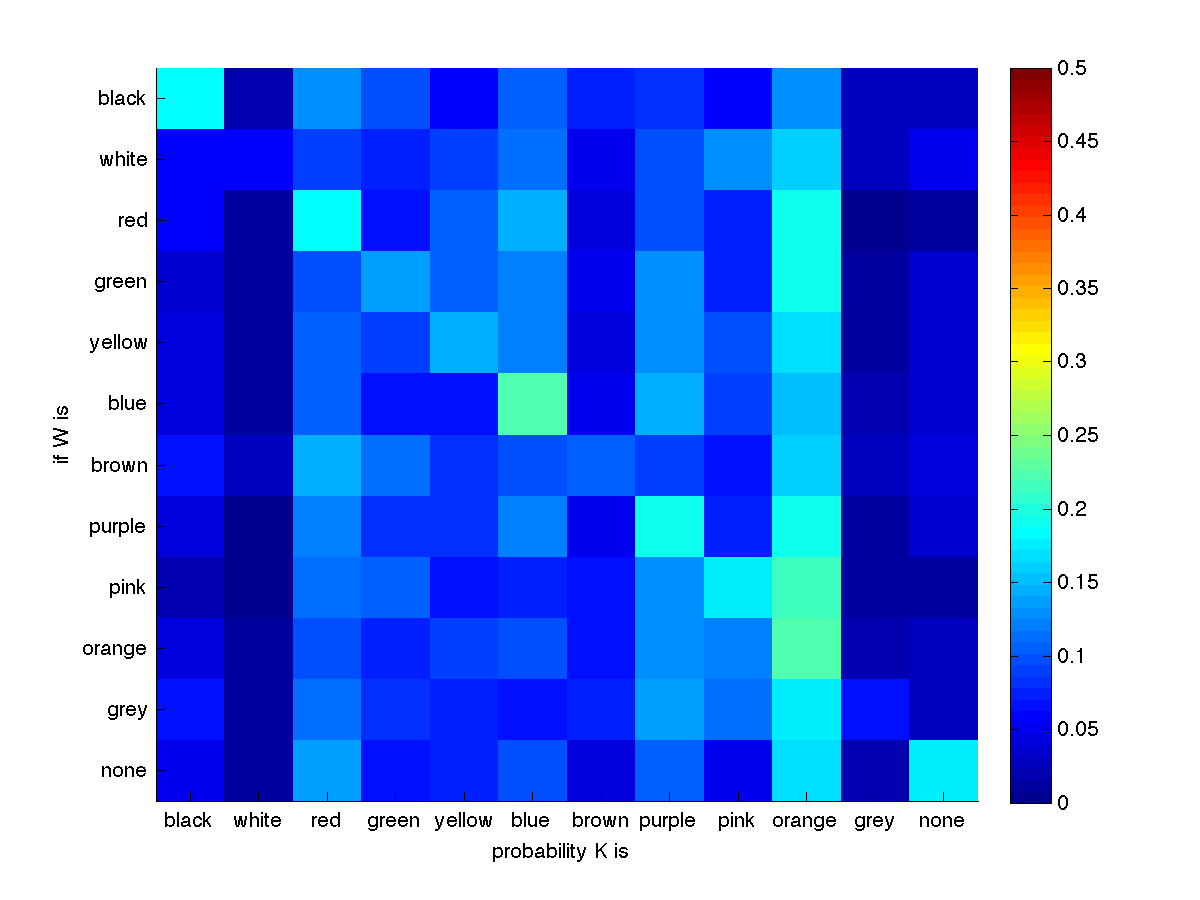 black
white
red
green
yellow
blue
brown
purple
pink
orange
grey
none
if W is
black white red green yellow blue brown purple pink orange grey none
probability K is
0.5
0.45
0.4
0.35
0.3
0.25
0.2
0.15
0.1
0.05
0